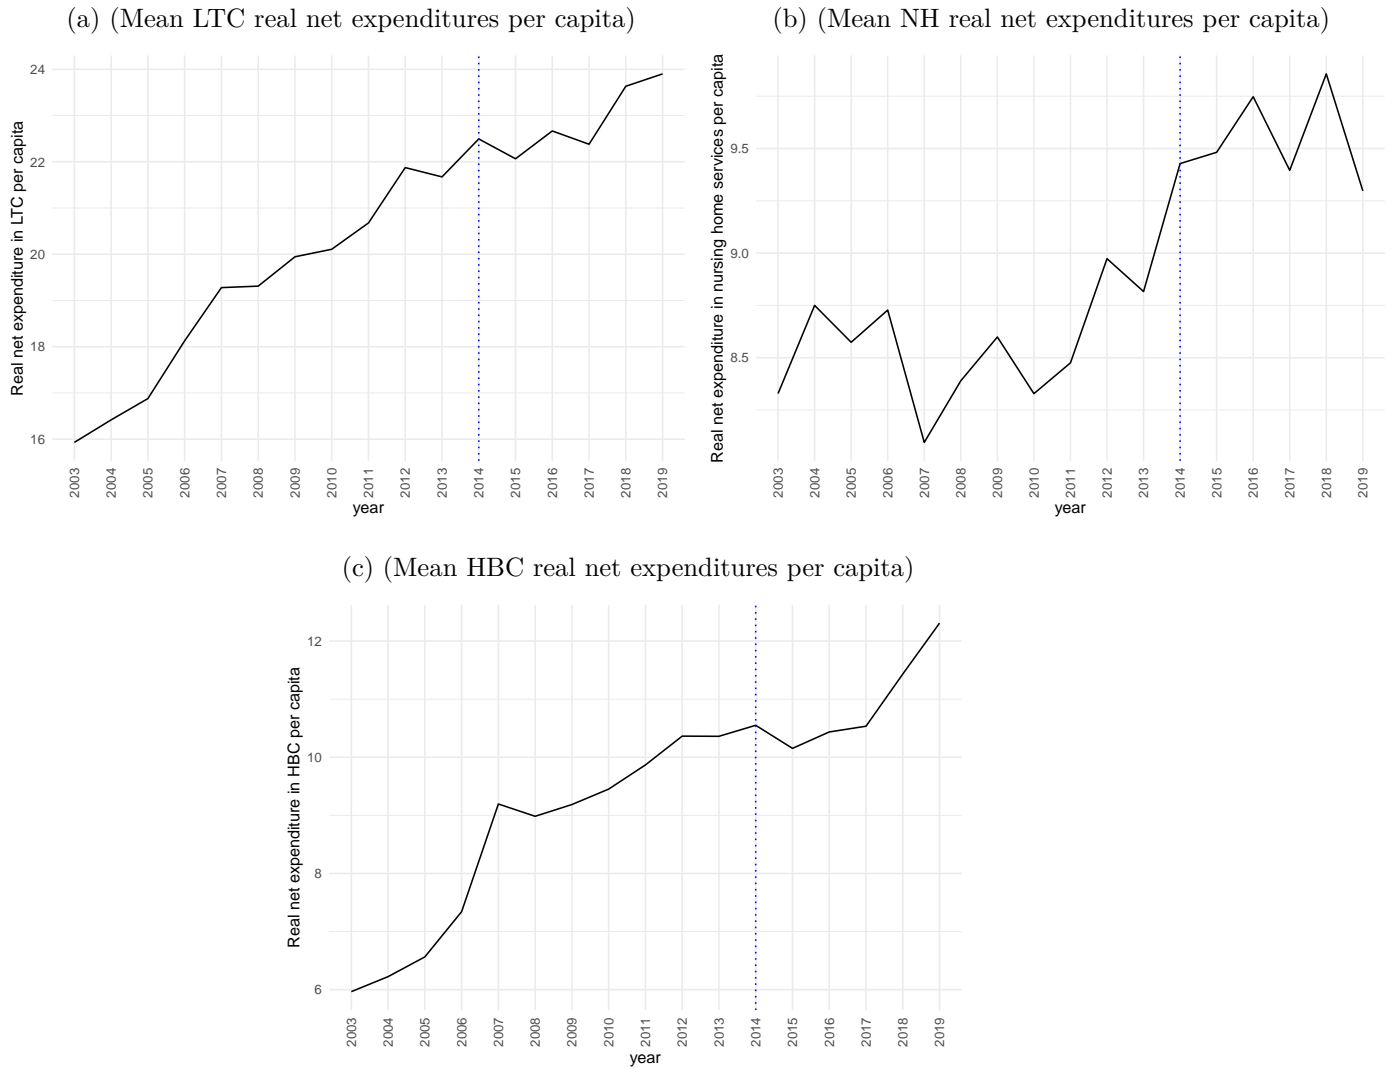 (a) (Mean LTC real net expenditures per capita)
Real net expenditure in LTC per capita
24
22
20
18
16
2003 2004 2005 2006 2007 2008 2009 2010 2011 2012 2013 2014 2015 2016 2017 2018 2019
year
(b) (Mean NH real net expenditures per capita)
Real net expenditure in nursing home services per capita
9.5
9.0
8.5
2003 2004 2005 2006 2007 2008 2009 2010 2011 2012 2013 2014 2015 2016 2017 2018 2019
year
(c) (Mean HBC real net expenditures per capita)
Real net expenditure in HBC per capita
12
10
8
6
2003 2004 2005 2006 2007 2008 2009 2010 2011 2012 2013 2014 2015 2016 2017 2018 2019
year